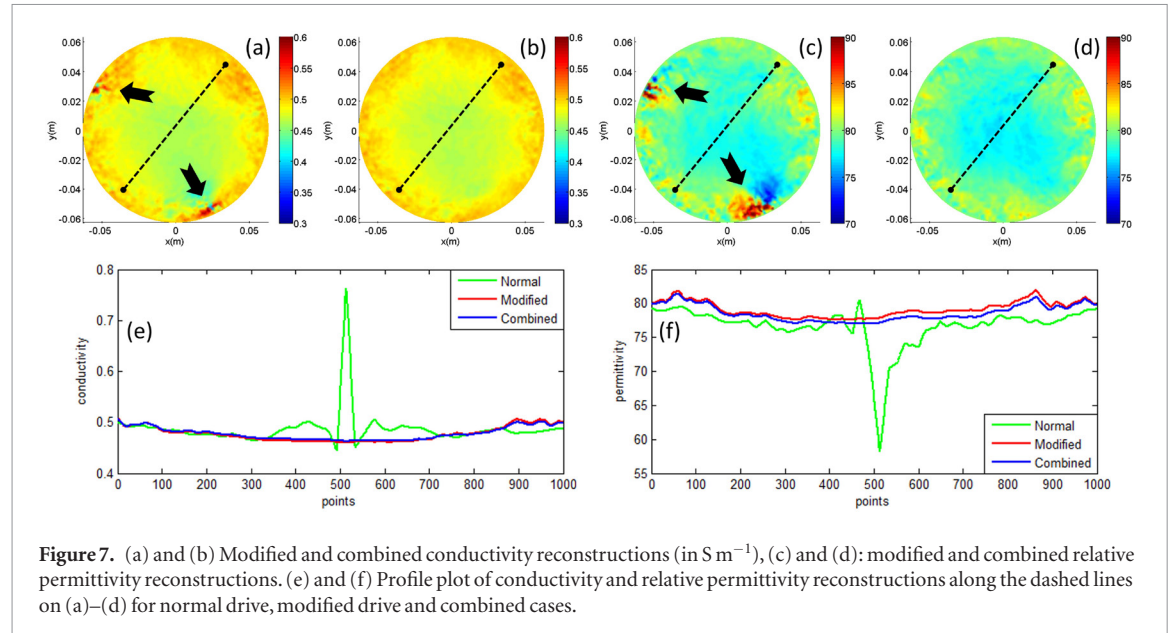 (a)
(b)
(c)
(d)
0.06
0.04
0.02
0
-0.02
-0.04
-0.06
y(m)
-0.05
0
0.05
x(m)
0.6
0.55
0.5
0.45
0.4
0.35
0.3
0.06
0.04
0.02
0
-0.02
-0.04
-0.06
y(m)
-0.05
0
0.05
x(m)
0.6
0.55
0.5
0.45
0.4
0.35
0.3
0.06
0.04
0.02
0
-0.02
-0.04
-0.06
y(m)
-0.05
0
0.05
x(m)
90
85
80
75
70
0.06
0.04
0.02
0
-0.02
-0.04
-0.06
y(m)
-0.05
0
0.05
x(m)
90
85
80
75
70
0.8
0.7
0.6
0.5
0.4
conductivity
(e)
Normal
Modified
Combined
0 100 200 300 400 500 600 700 800 900 1000
points
85
80
75
70
65
60
55
permittivity
(f)
Normal
Modified
Combined
0 100 200 300 400 500 600 700 800 900 1000
points
Figure 7. (a) and (b) Modified and combined conductivity reconstructions (in S m⁻¹), (c) and (d): modified and combined relative
permittivity reconstructions. (e) and (f) Profile plot of conductivity and relative permittivity reconstructions along the dashed lines
on (a)–(d) for normal drive, modified drive and combined cases.